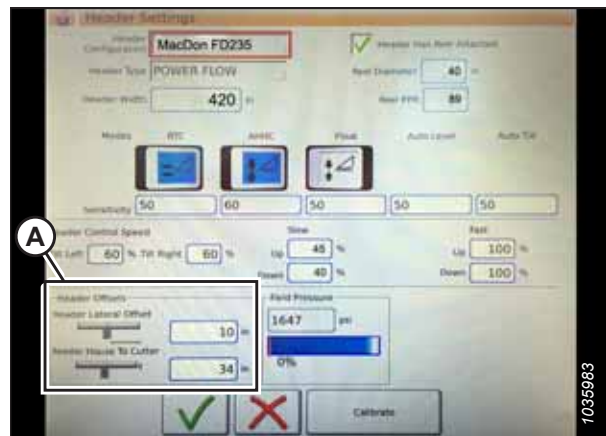 Header Settings
Header Configuration MacDon FD235 Header Has Reel Attached
Header Type POWER FLOW Reel Diameter 40 in
Header Width 420 in Reel PPR 89
Modes RTC AHHC Float Auto Level Auto Tilt
Sensitivity 50 60 50 50 50
Header Control Speed Slow Fast
Tilt Left 60 % Tilt Right 60 % Up 45 % Up 100 %
Down 40 % Down 100 %
A
Header Offsets Field Pressure
Header Lateral Offset 1647 psi
10 in
Feeder House To Cutter 0%
34 in
Calibrate
1035983